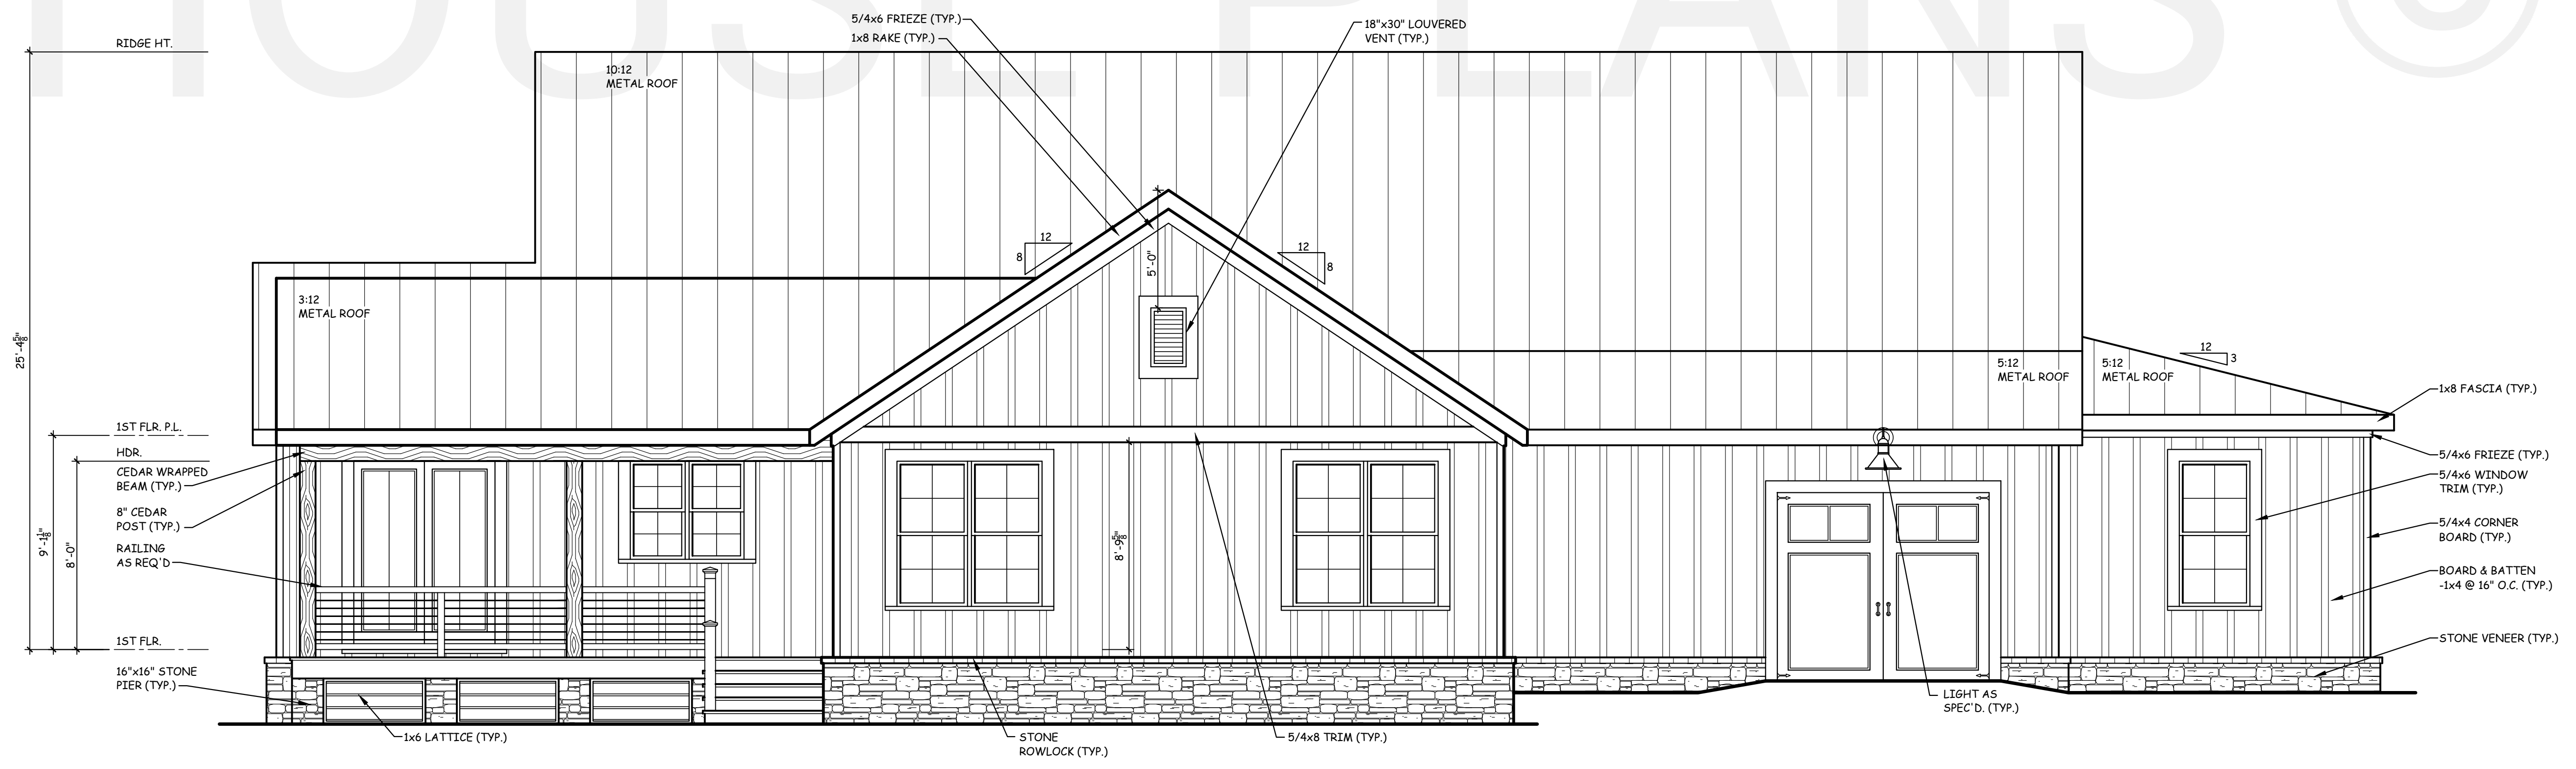 HOUSE PLANS ©
5/4x6 FRIEZE (TYP.)
1x8 RAKE (TYP.)
18"x30" LOUVERED
VENT (TYP.)
RIDGE HT.
10:12
METAL ROOF
12
8
12
8
5'-0"
3:12
METAL ROOF
25'-4⅝"
5:12
METAL ROOF
5:12
METAL ROOF
12
3
1x8 FASCIA (TYP.)
1ST FLR. P.L.
HDR.
CEDAR WRAPPED
BEAM (TYP.)
8" CEDAR
POST (TYP.)
RAILING
AS REQ'D
9'-1⅛"
8'-0"
8'-9⅝"
5/4x6 FRIEZE (TYP.)
5/4x6 WINDOW
TRIM (TYP.)
5/4x4 CORNER
BOARD (TYP.)
BOARD & BATTEN
-1x4 @ 16" O.C. (TYP.)
STONE VENEER (TYP.)
1ST FLR.
16"x16" STONE
PIER (TYP.)
1x6 LATTICE (TYP.)
STONE
ROWLOCK (TYP.)
5/4x8 TRIM (TYP.)
LIGHT AS
SPEC'D. (TYP.)